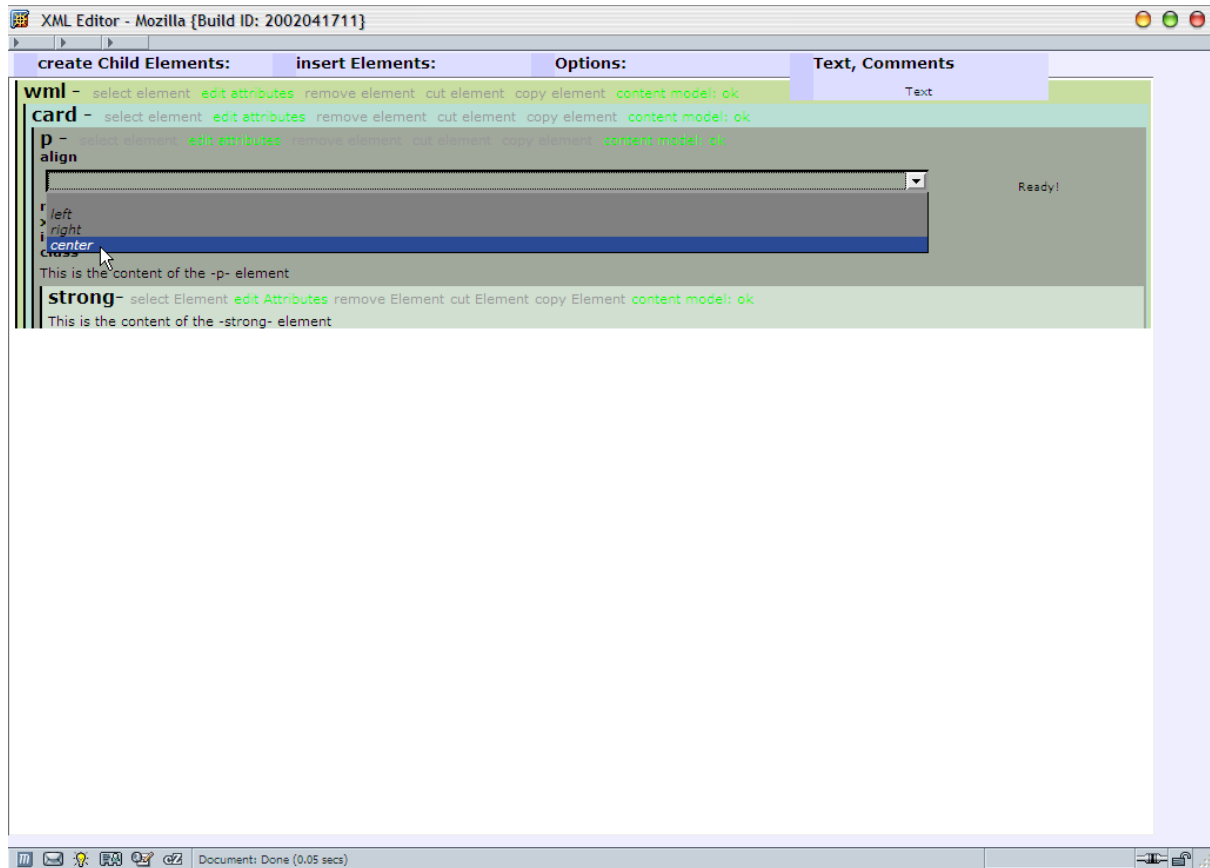 XML Editor - Mozilla {Build ID: 2002041711}
create Child Elements: insert Elements: Options: Text, Comments
Text
wml - select element edit attributes remove element cut element copy element content model: ok
card - select element edit attributes remove element cut element copy element content model: ok
p - select element edit attributes remove element cut element copy element content model: ok
align
Ready!
left
right
center
class
This is the content of the -p- element
strong- select Element edit Attributes remove Element cut Element copy Element content model: ok
This is the content of the -strong- element
Document: Done (0.05 secs)